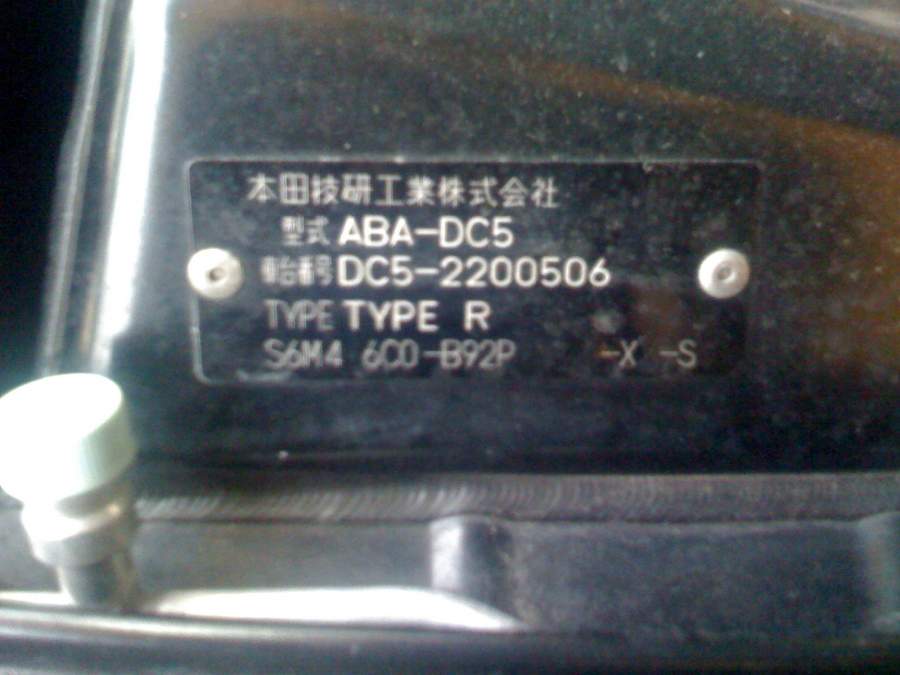 本田技研工業株式会社
型式 ABA-DC5
車台番号 DC5-2200506
TYPE TYPE R
S6M4 6C0-B92P -X -S